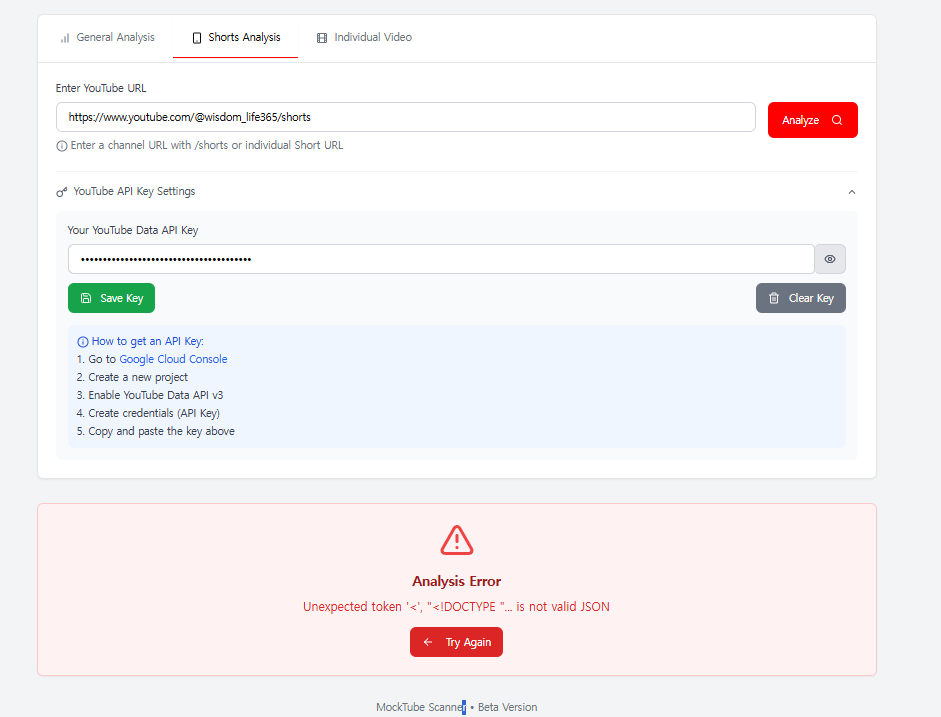 General Analysis
Shorts Analysis
Individual Video
Enter YouTube URL
https://www.youtube.com/@wisdom_life365/shorts
Analyze
Enter a channel URL with /shorts or individual Short URL
YouTube API Key Settings
Your YouTube Data API Key
•••••••••••••••••••••••••••••••••••••••
Save Key
Clear Key
How to get an API Key:
1. Go to Google Cloud Console
2. Create a new project
3. Enable YouTube Data API v3
4. Create credentials (API Key)
5. Copy and paste the key above
Analysis Error
Unexpected token '<', "<!DOCTYPE "... is not valid JSON
Try Again
MockTube Scanner • Beta Version